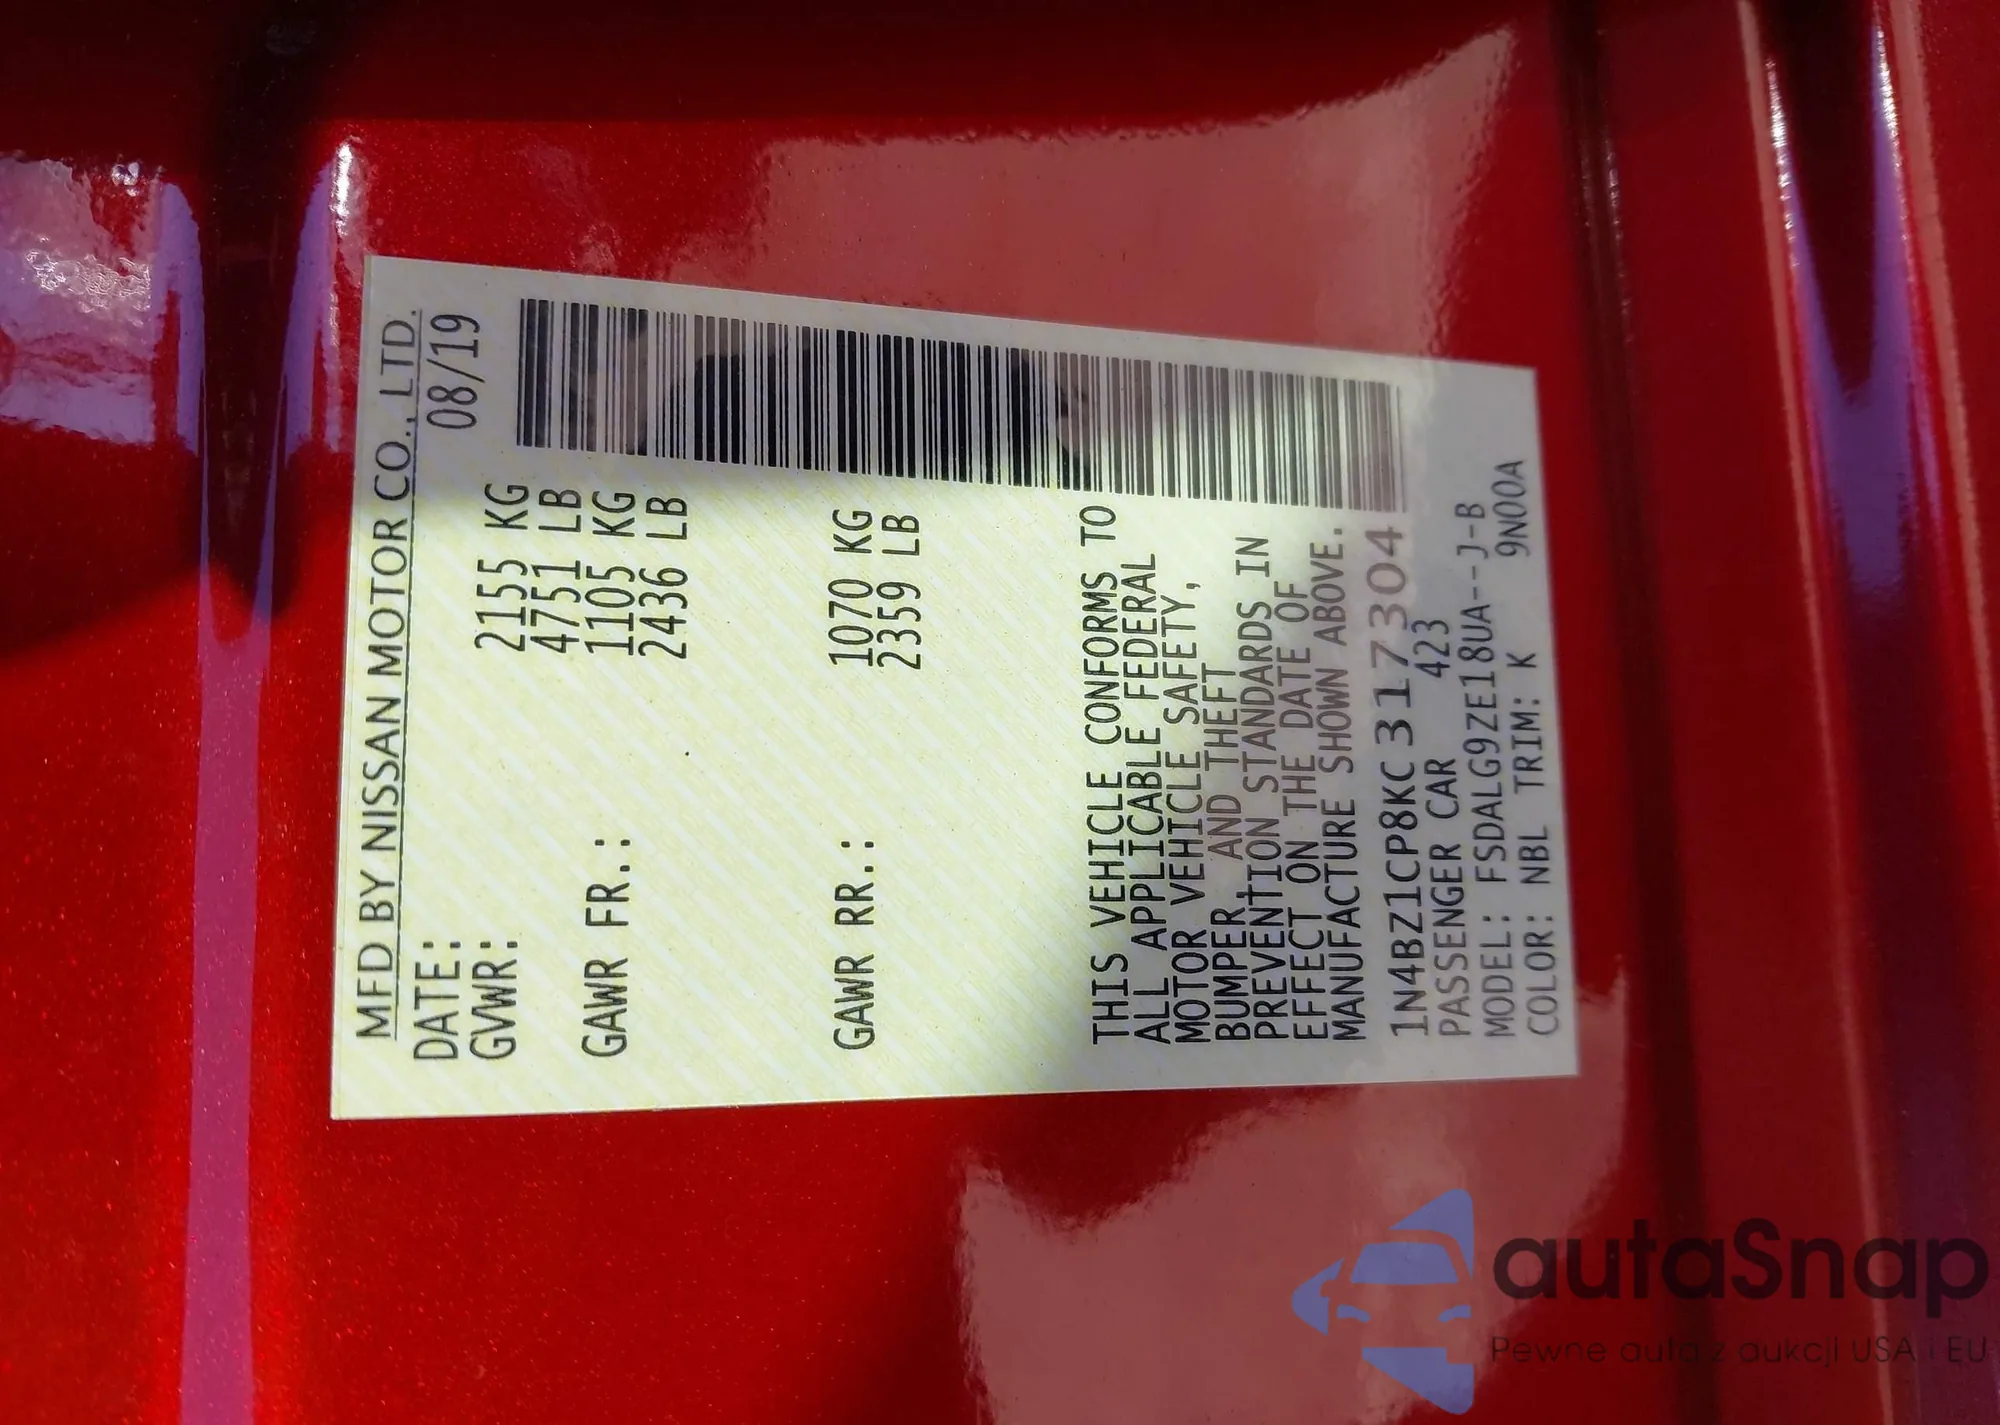 MFD BY NISSAN MOTOR CO., LTD.
DATE: 08/19
GVWR: 2155 KG
4751 LB
GAWR FR.: 1105 KG
2436 LB
GAWR RR.: 1070 KG
2359 LB
THIS VEHICLE CONFORMS TO
ALL APPLICABLE FEDERAL
MOTOR VEHICLE SAFETY,
BUMPER, AND THEFT
PREVENTION STANDARDS IN
EFFECT ON THE DATE OF
MANUFACTURE SHOWN ABOVE.
1N4BZ1CP8KC317304
PASSENGER CAR 423
MODEL: FSDALG9ZE18UA--J-B
COLOR: NBL TRIM: K 9N00A
autaSnap
Pewne auta z aukcji USA i EU